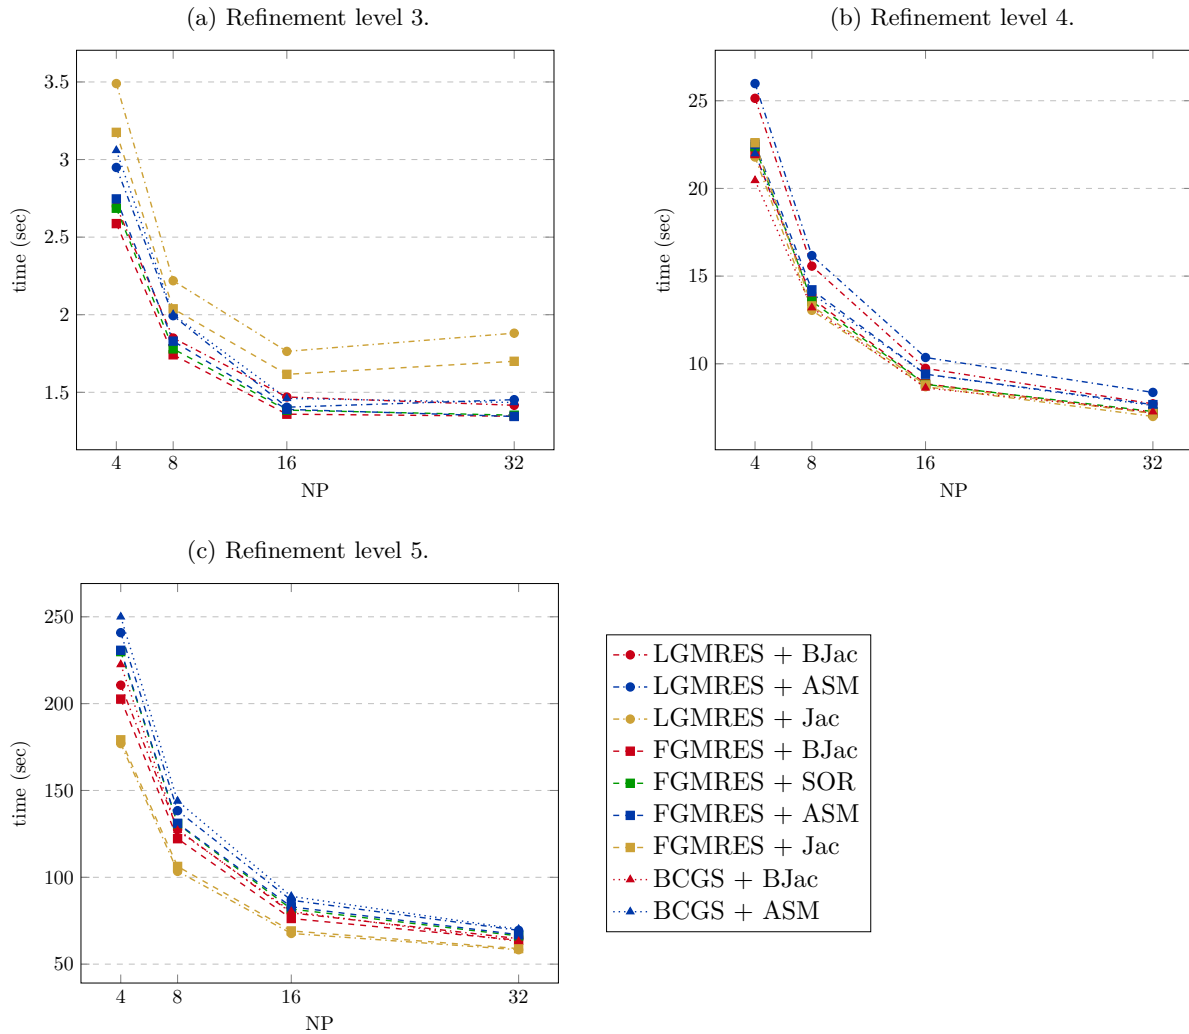 (a) Refinement level 3.
3.5
3
2.5
2
1.5
time (sec)
4 8 16 32
NP
(b) Refinement level 4.
25
20
15
10
time (sec)
4 8 16 32
NP
(c) Refinement level 5.
250
200
150
100
50
time (sec)
4 8 16 32
NP
LGMRES + BJac
LGMRES + ASM
LGMRES + Jac
FGMRES + BJac
FGMRES + SOR
FGMRES + ASM
FGMRES + Jac
BCGS + BJac
BCGS + ASM